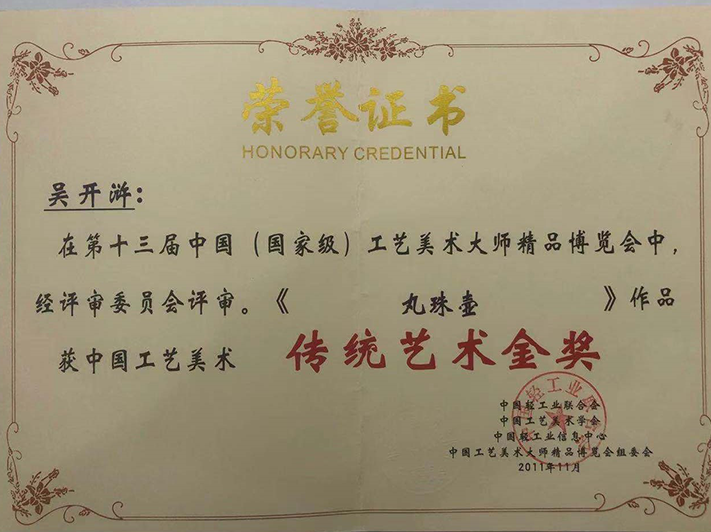 荣誉证书
HONORARY CREDENTIAL
吴开浒：
在第十三届中国（国家级）工艺美术大师精品博览会中，
经评审委员会评审。《 丸珠壶 》作品
获中国工艺美术 传统艺术金奖
中国轻工业联合会
中国工艺美术学会
中国轻工业信息中心
中国工艺美术大师精品博览会组委会
2011年11月